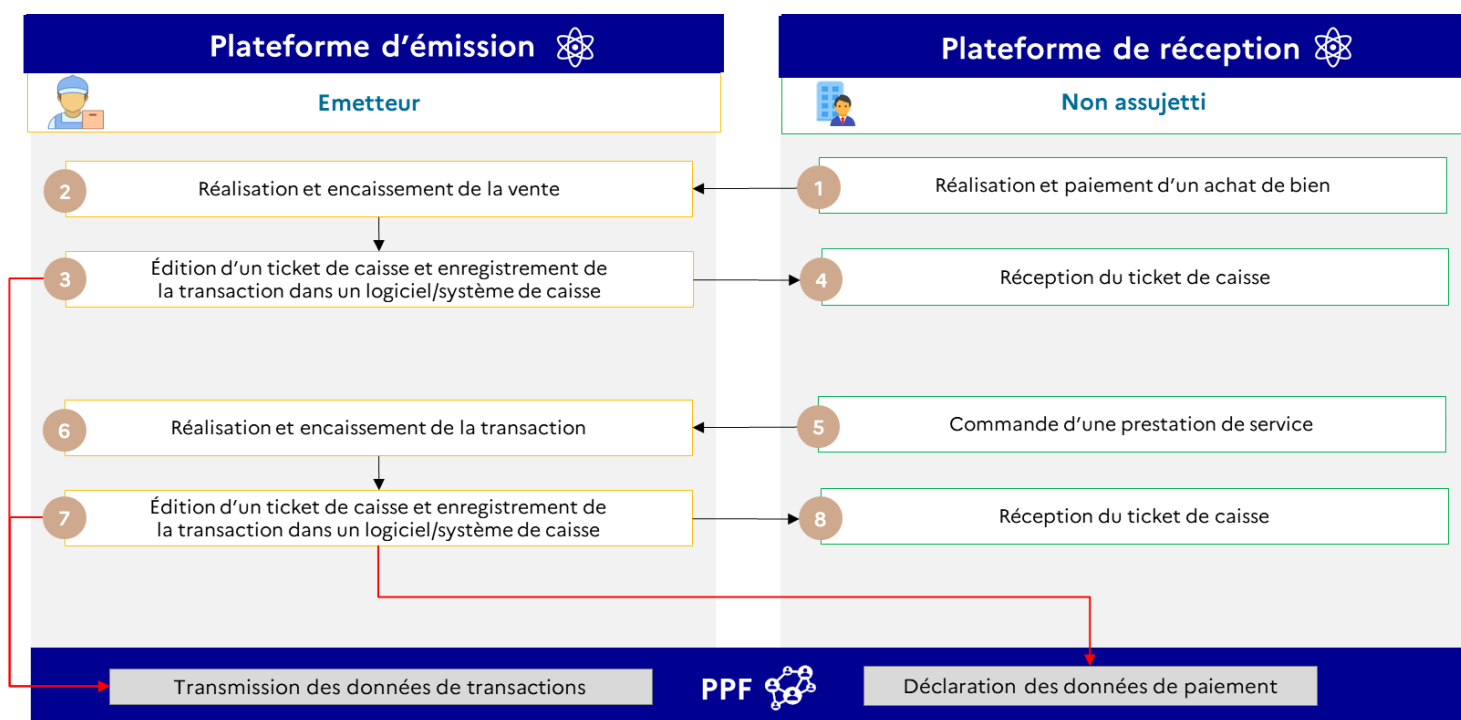 Plateforme d’émission
Plateforme de réception
Emetteur
Non assujetti
2
Réalisation et encaissement de la vente
1
Réalisation et paiement d’un achat de bien
3
Édition d’un ticket de caisse et enregistrement de
la transaction dans un logiciel/système de caisse
4
Réception du ticket de caisse
6
Réalisation et encaissement de la transaction
5
Commande d’une prestation de service
7
Édition d’un ticket de caisse et enregistrement de
la transaction dans un logiciel/système de caisse
8
Réception du ticket de caisse
Transmission des données de transactions
PPF
Déclaration des données de paiement